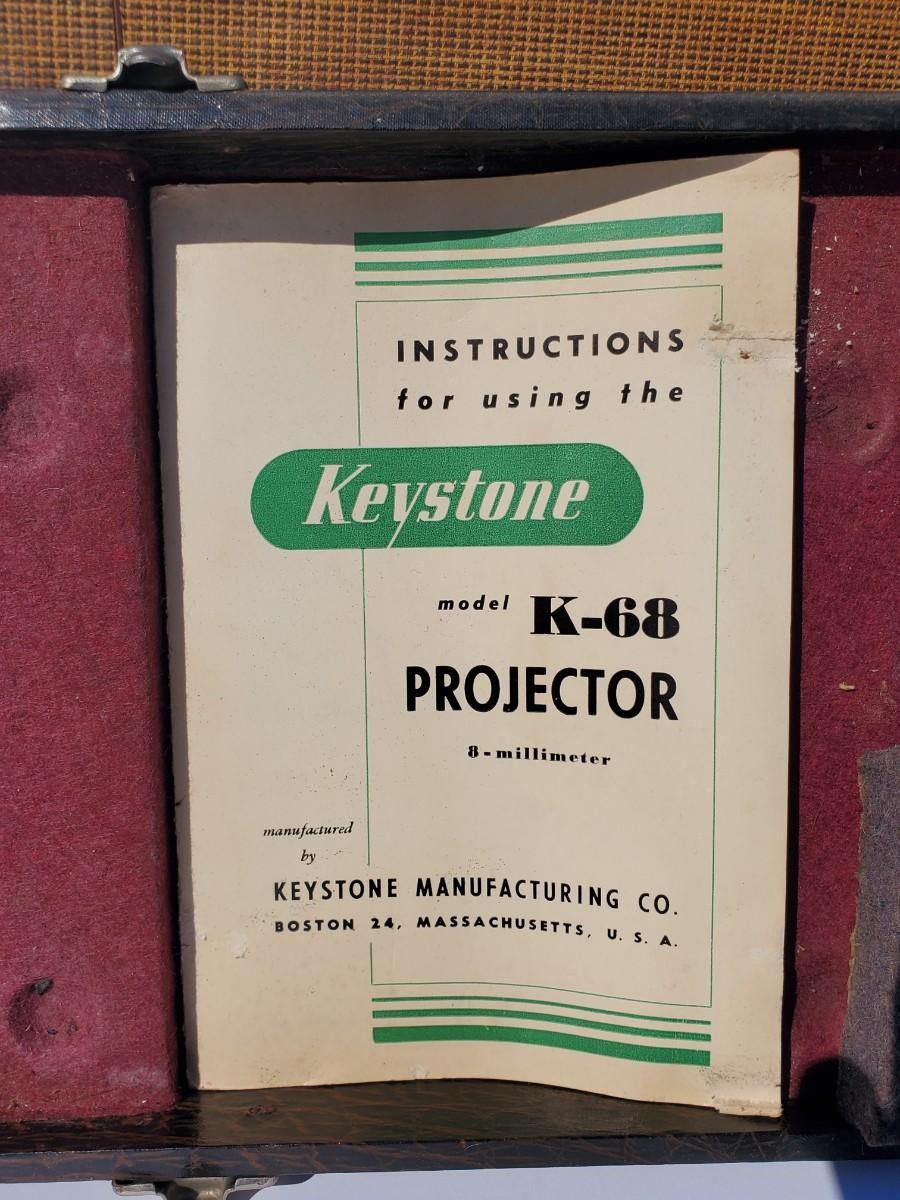 INSTRUCTIONS
for using the
Keystone
model K-68
PROJECTOR
8-millimeter
manufactured
by
KEYSTONE MANUFACTURING CO.
BOSTON 24, MASSACHUSETTS, U. S. A.